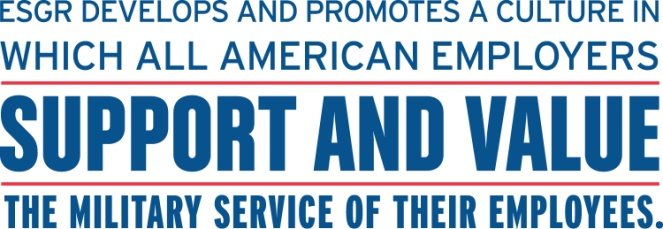 ESGR DEVELOPS AND PROMOTES A CULTURE IN
WHICH ALL AMERICAN EMPLOYERS
SUPPORT AND VALUE
THE MILITARY SERVICE OF THEIR EMPLOYEES.